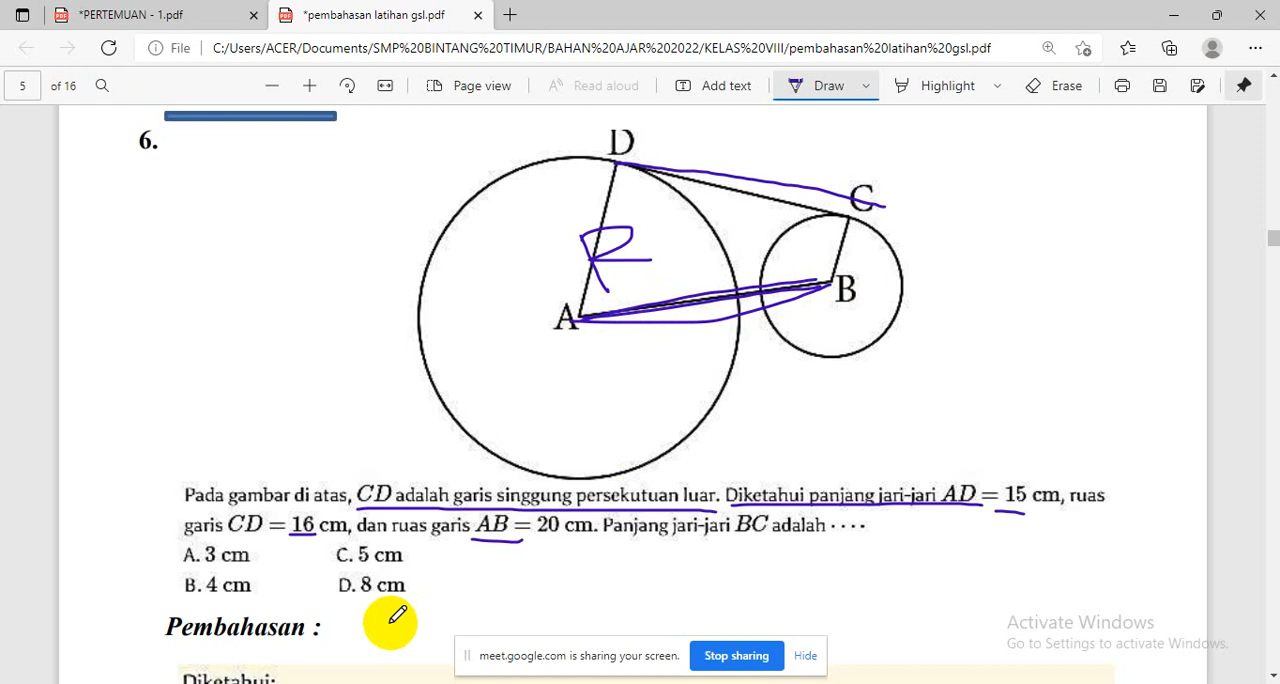 *PERTEMUAN - 1.pdf
*pembahasan latihan gsl.pdf
File
C:/Users/ACER/Documents/SMP%20BINTANG%20TIMUR/BAHAN%20AJAR%202022/KELAS%20VIII/pembahasan%20latihan%20gsl.pdf
5 of 16
Page view
Read aloud
Add text
Draw
Highlight
Erase
6.
D
C
R
B
A
Pada gambar di atas, CD adalah garis singgung persekutuan luar. Diketahui panjang jari-jari AD = 15 cm, ruas
garis CD = 16 cm, dan ruas garis AB = 20 cm. Panjang jari-jari BC adalah ····
A. 3 cm C. 5 cm
B. 4 cm D. 8 cm
Pembahasan :
Activate Windows
Go to Settings to activate Windows.
meet.google.com is sharing your screen. Stop sharing Hide
Diketahui: